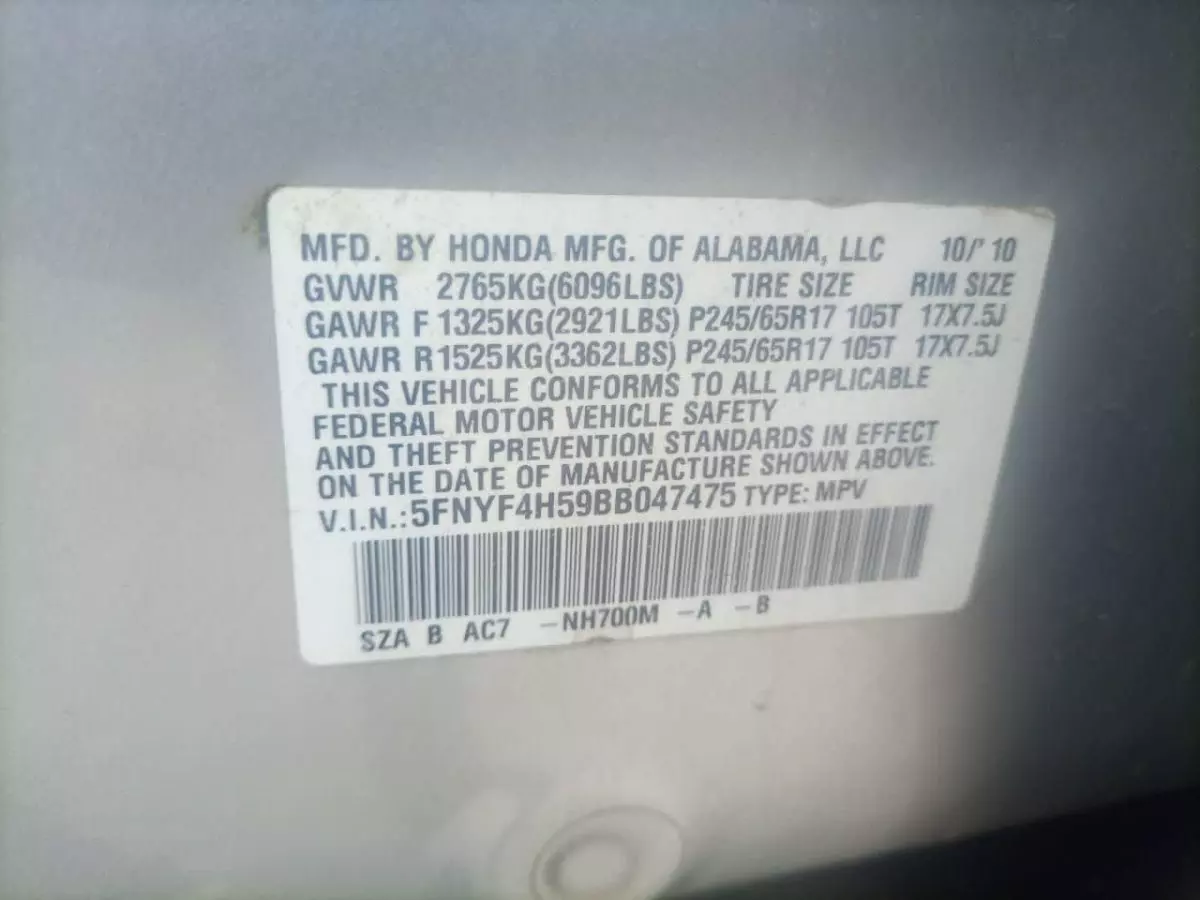 MFD. BY HONDA MFG. OF ALABAMA, LLC 10/' 10
GVWR 2765KG(6096LBS) TIRE SIZE RIM SIZE
GAWR F 1325KG(2921LBS) P245/65R17 105T 17X7.5J
GAWR R 1525KG(3362LBS) P245/65R17 105T 17X7.5J
THIS VEHICLE CONFORMS TO ALL APPLICABLE
FEDERAL MOTOR VEHICLE SAFETY
AND THEFT PREVENTION STANDARDS IN EFFECT
ON THE DATE OF MANUFACTURE SHOWN ABOVE.
V.I.N.: 5FNYF4H59BB047475 TYPE: MPV
SZA B AC7 -NH700M -A -B